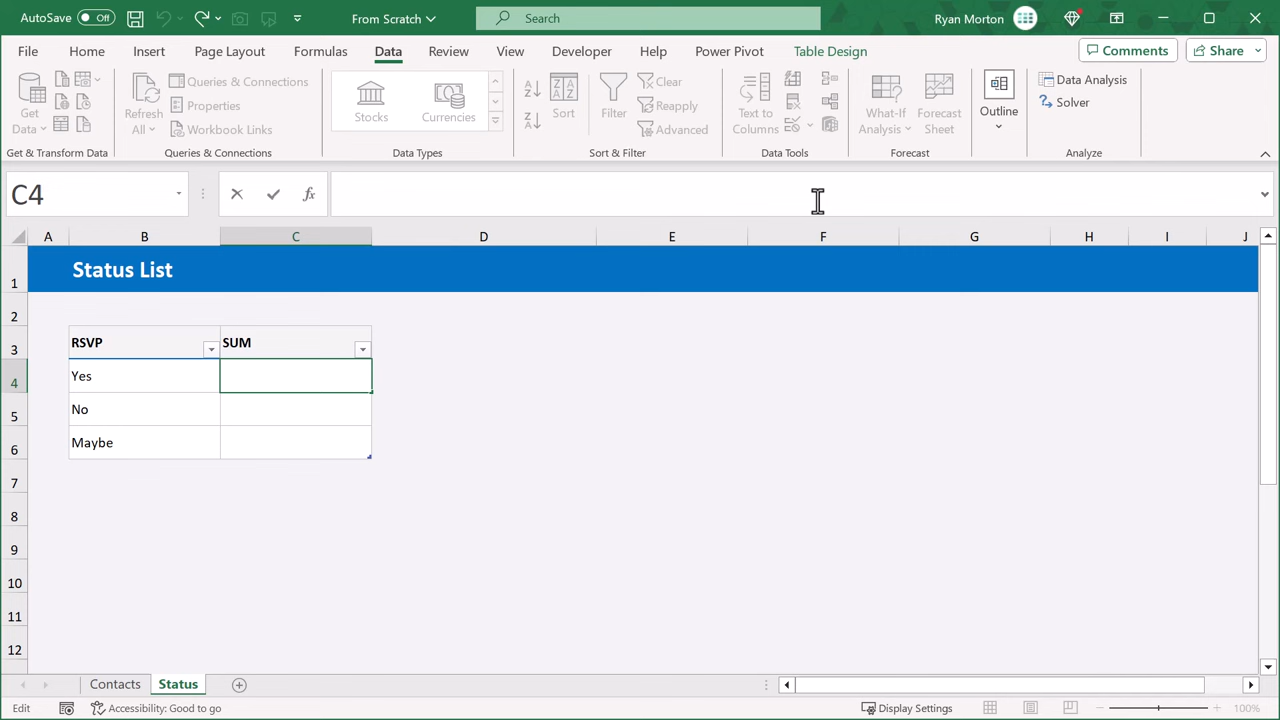 AutoSave Off From Scratch Search Ryan Morton
File Home Insert Page Layout Formulas Data Review View Developer Help Power Pivot Table Design Comments Share
Get Data
Refresh All
Queries & Connections
Properties
Workbook Links
Stocks
Currencies
Sort
Filter
Clear
Reapply
Advanced
Text to Columns
What-If Analysis
Forecast Sheet
Outline
Data Analysis
Solver
Get & Transform Data Queries & Connections Data Types Sort & Filter Data Tools Forecast Analyze
C4 fx
A B C D E F G H I J
1 Status List
2
3 RSVP SUM
4 Yes
5 No
6 Maybe
7
8
9
10
11
12
Contacts Status
Edit Accessibility: Good to go Display Settings 100%